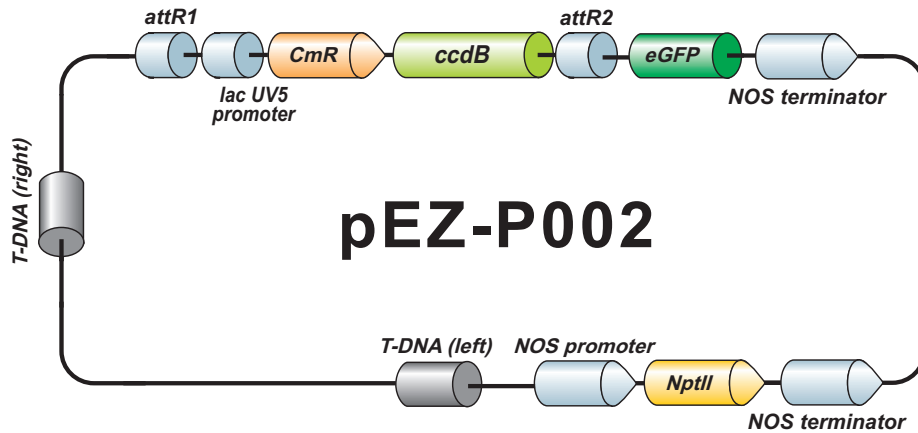 attR1
attR2
CmR
ccdB
eGFP
lac UV5
promoter
NOS terminator
T-DNA (right)
pEZ-P002
T-DNA (left)
NOS promoter
NptII
NOS terminator